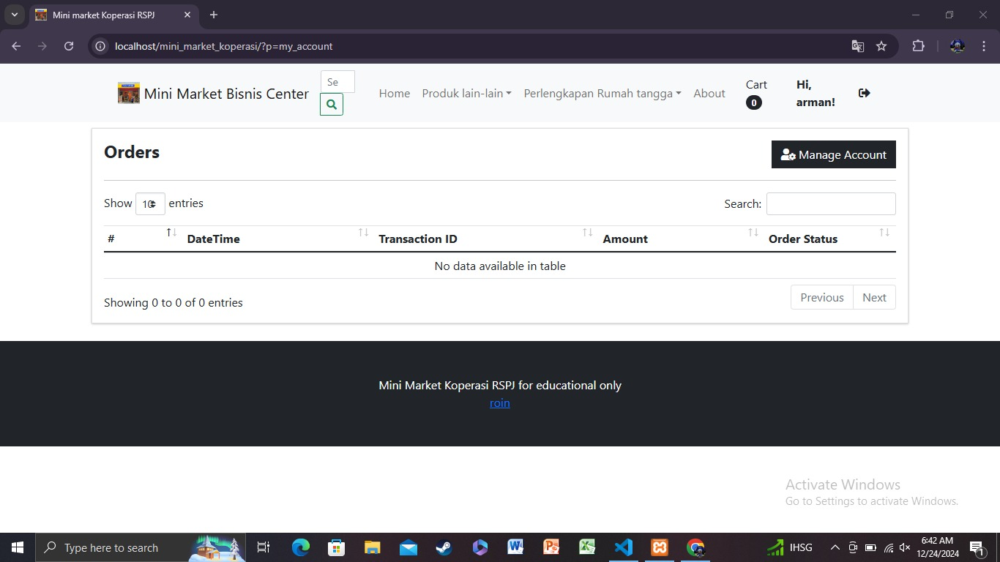 Mini market Koperasi RSPJ
localhost/mini_market_koperasi/?p=my_account
Mini Market Bisnis Center
Se
Home
Produk lain-lain
Perlengkapan Rumah tangga
About
Cart
0
Hi,
arman!
Orders
Manage Account
Show 10 entries
Search:
# DateTime Transaction ID Amount Order Status
No data available in table
Showing 0 to 0 of 0 entries
Previous Next
Mini Market Koperasi RSPJ for educational only
roin
Activate Windows
Go to Settings to activate Windows.
Type here to search
IHSG
6:42 AM
12/24/2024
1